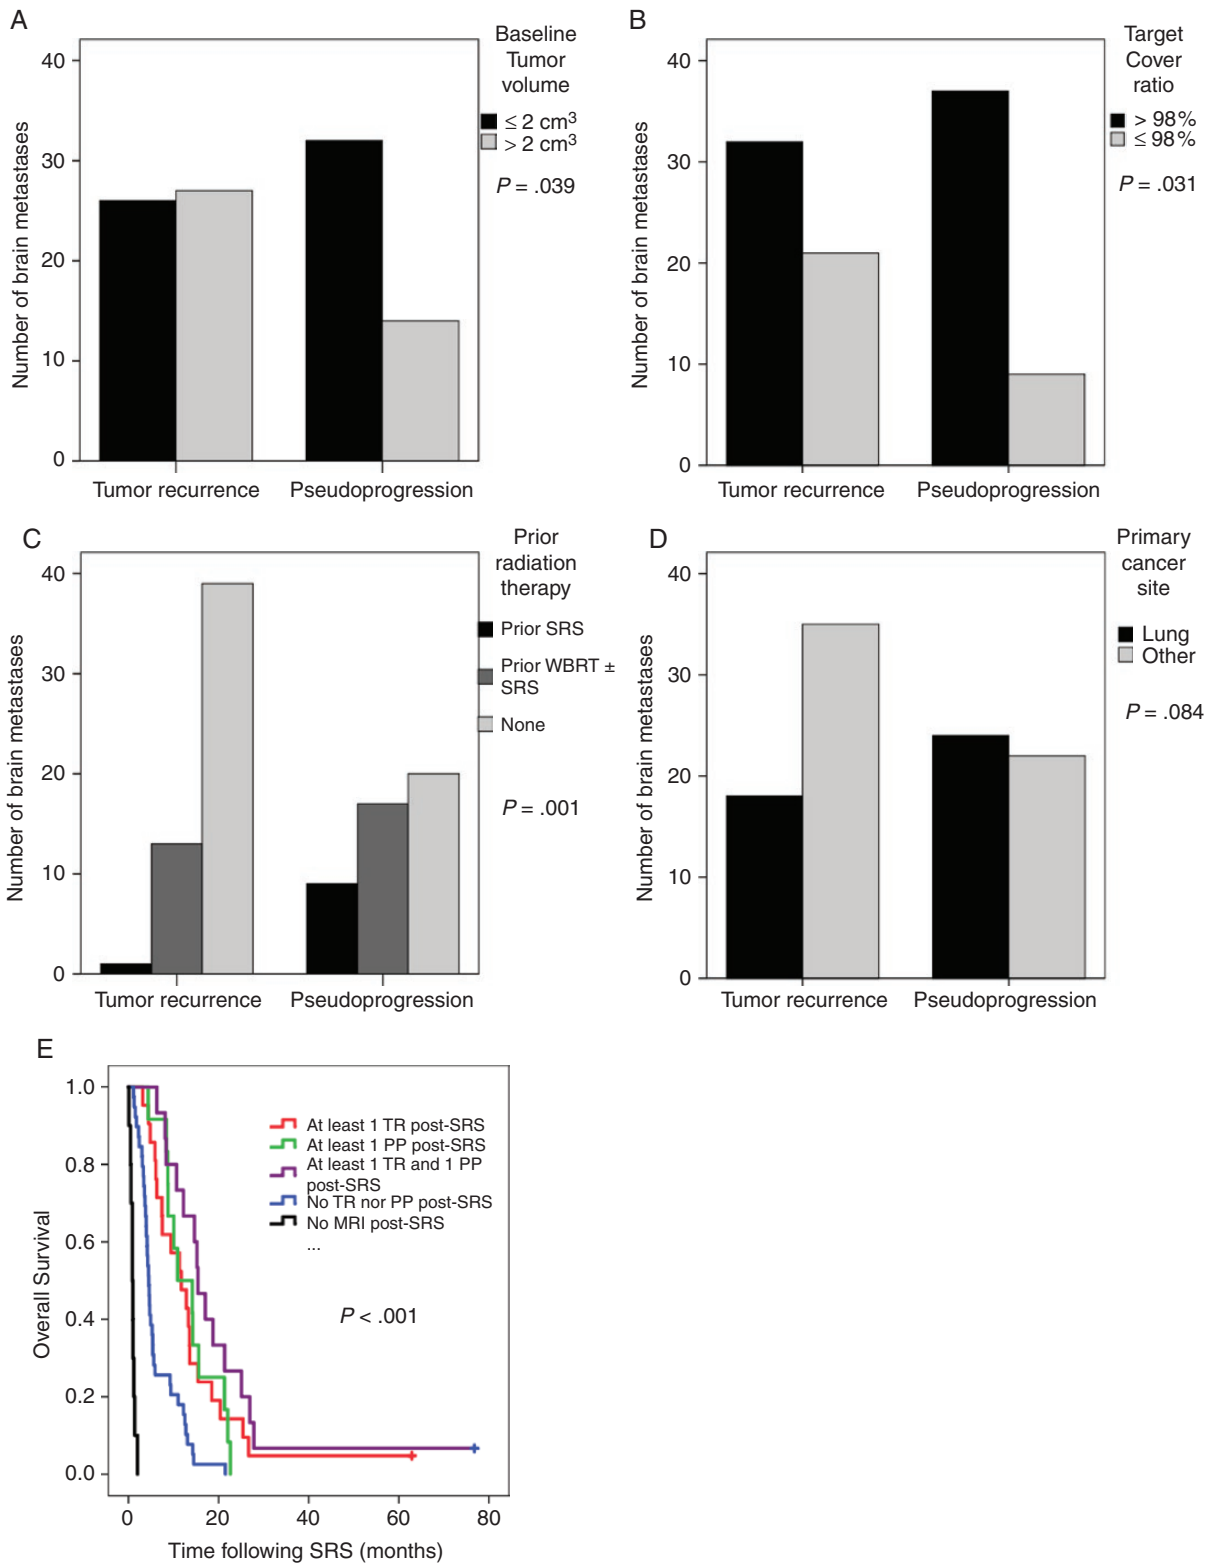 A
Baseline
Tumor
volume
≤ 2 cm³
> 2 cm³
P = .039
Number of brain metastases
40
30
20
10
0
Tumor recurrence
Pseudoprogression
B
Target
Cover
ratio
> 98%
≤ 98%
P = .031
Number of brain metastases
40
30
20
10
0
Tumor recurrence
Pseudoprogression
C
Prior
radiation
therapy
Prior SRS
Prior WBRT ±
SRS
None
P = .001
Number of brain metastases
40
30
20
10
0
Tumor recurrence
Pseudoprogression
D
Primary
cancer
site
Lung
Other
P = .084
Number of brain metastases
40
30
20
10
0
Tumor recurrence
Pseudoprogression
E
At least 1 TR post-SRS
At least 1 PP post-SRS
At least 1 TR and 1 PP
post-SRS
No TR nor PP post-SRS
No MRI post-SRS
...
P < .001
Overall Survival
1.0
0.8
0.6
0.4
0.2
0.0
0
20
40
60
80
Time following SRS (months)